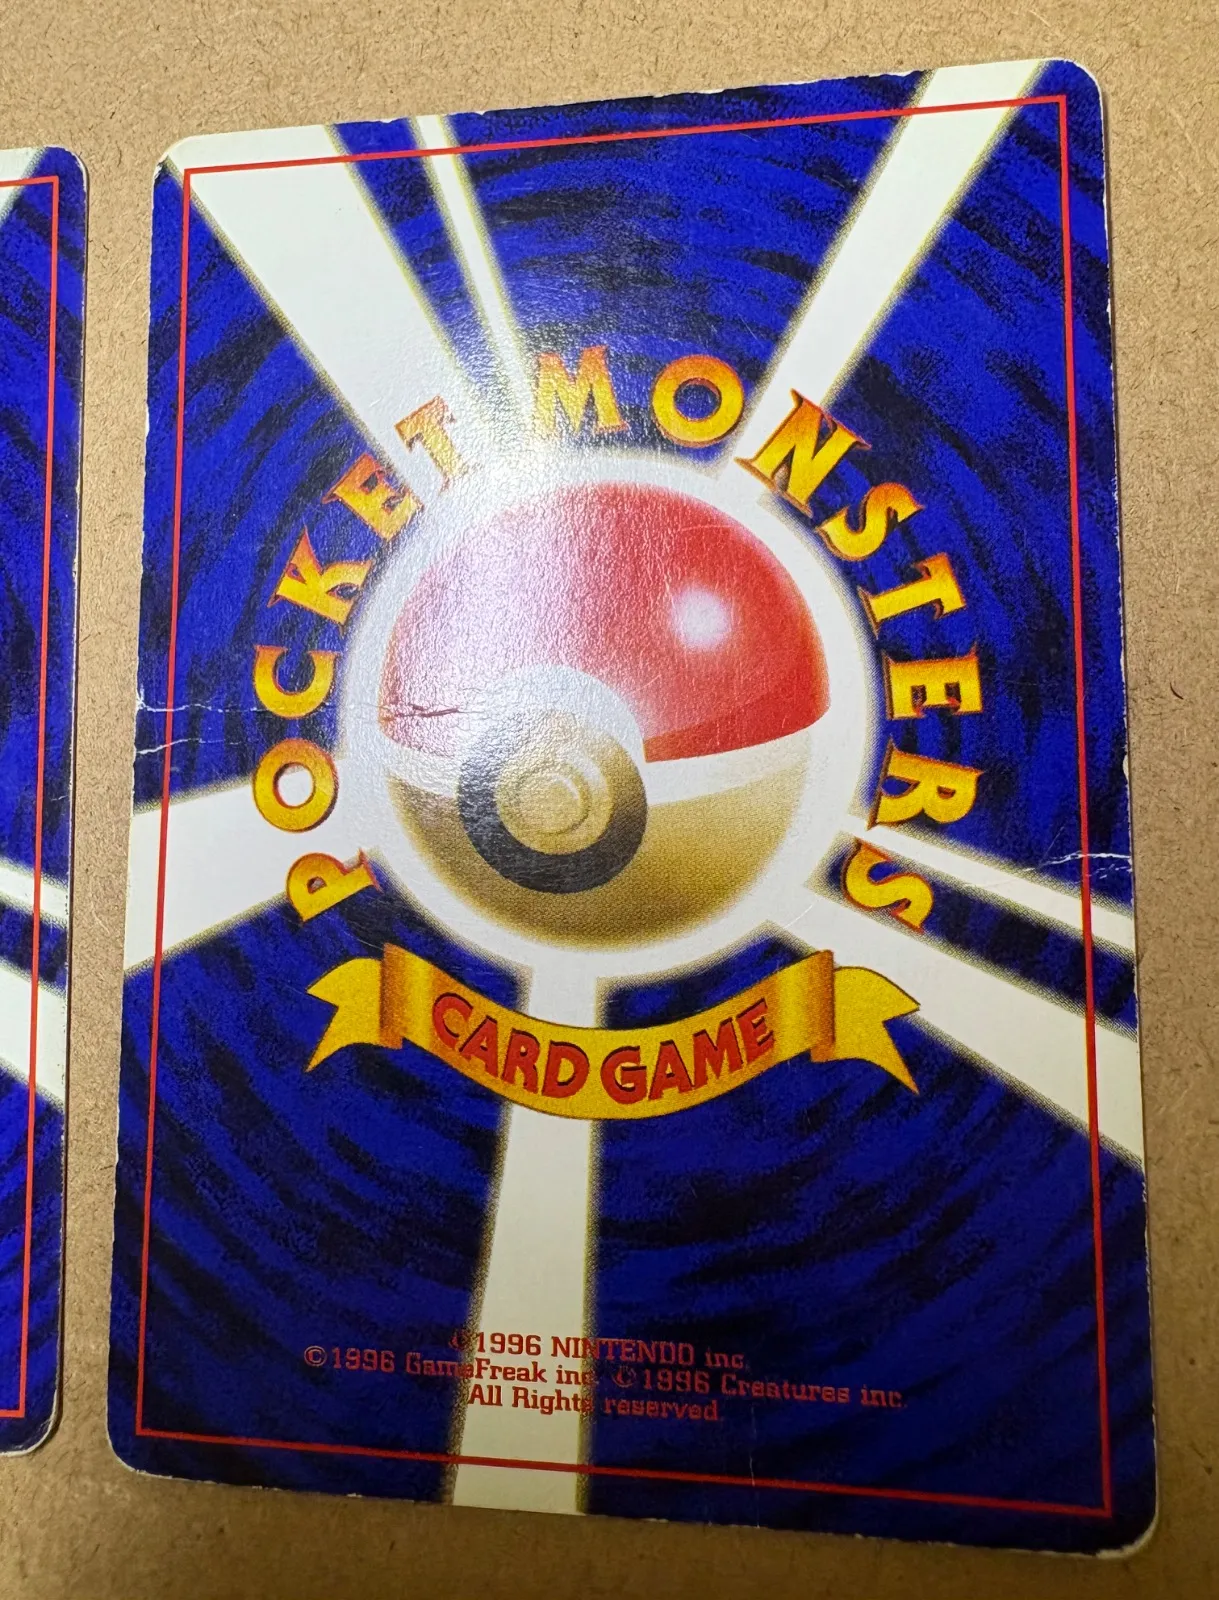 POCKET MONSTERS
CARD GAME
©1996 NINTENDO inc.
©1996 GameFreak inc. ©1996 Creatures inc.
All Rights reserved.